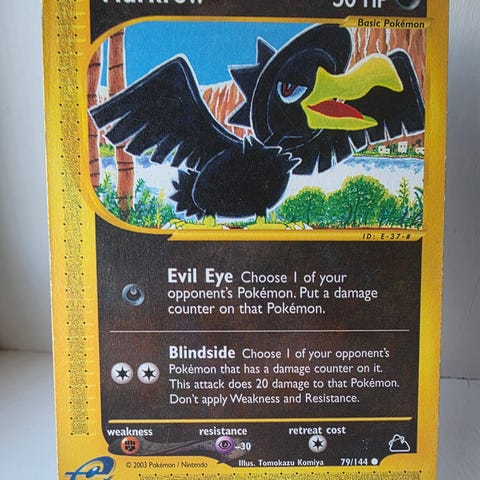 Murkrow 50 HP
Basic Pokémon
ID: E-37-#
Evil Eye Choose 1 of your
opponent's Pokémon. Put a damage
counter on that Pokémon.
Blindside Choose 1 of your opponent's
Pokémon that has a damage counter on it.
This attack does 20 damage to that Pokémon.
Don't apply Weakness and Resistance.
weakness resistance retreat cost
-30
Illus. Tomokazu Komiya
© 2003 Pokémon / Nintendo 79/144